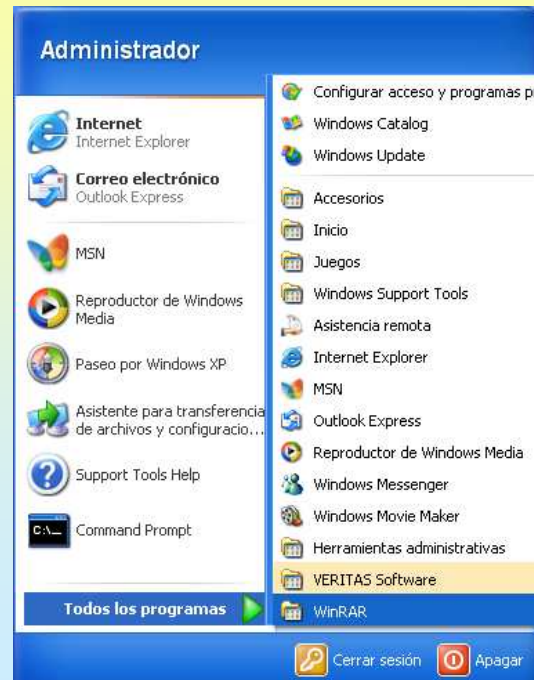 Administrador
Internet
Internet Explorer
Correo electrónico
Outlook Express
MSN
Reproductor de Windows
Media
Paseo por Windows XP
Asistente para transferencia
de archivos y configuracio...
Support Tools Help
C:\_
Command Prompt
Todos los programas
Configurar acceso y programas
Windows Catalog
Windows Update
Accesorios
Inicio
Juegos
Windows Support Tools
Asistencia remota
Internet Explorer
MSN
Outlook Express
Reproductor de Windows Media
Windows Messenger
Windows Movie Maker
Herramientas administrativas
VERITAS Software
WinRAR
Cerrar sesión
Apagar